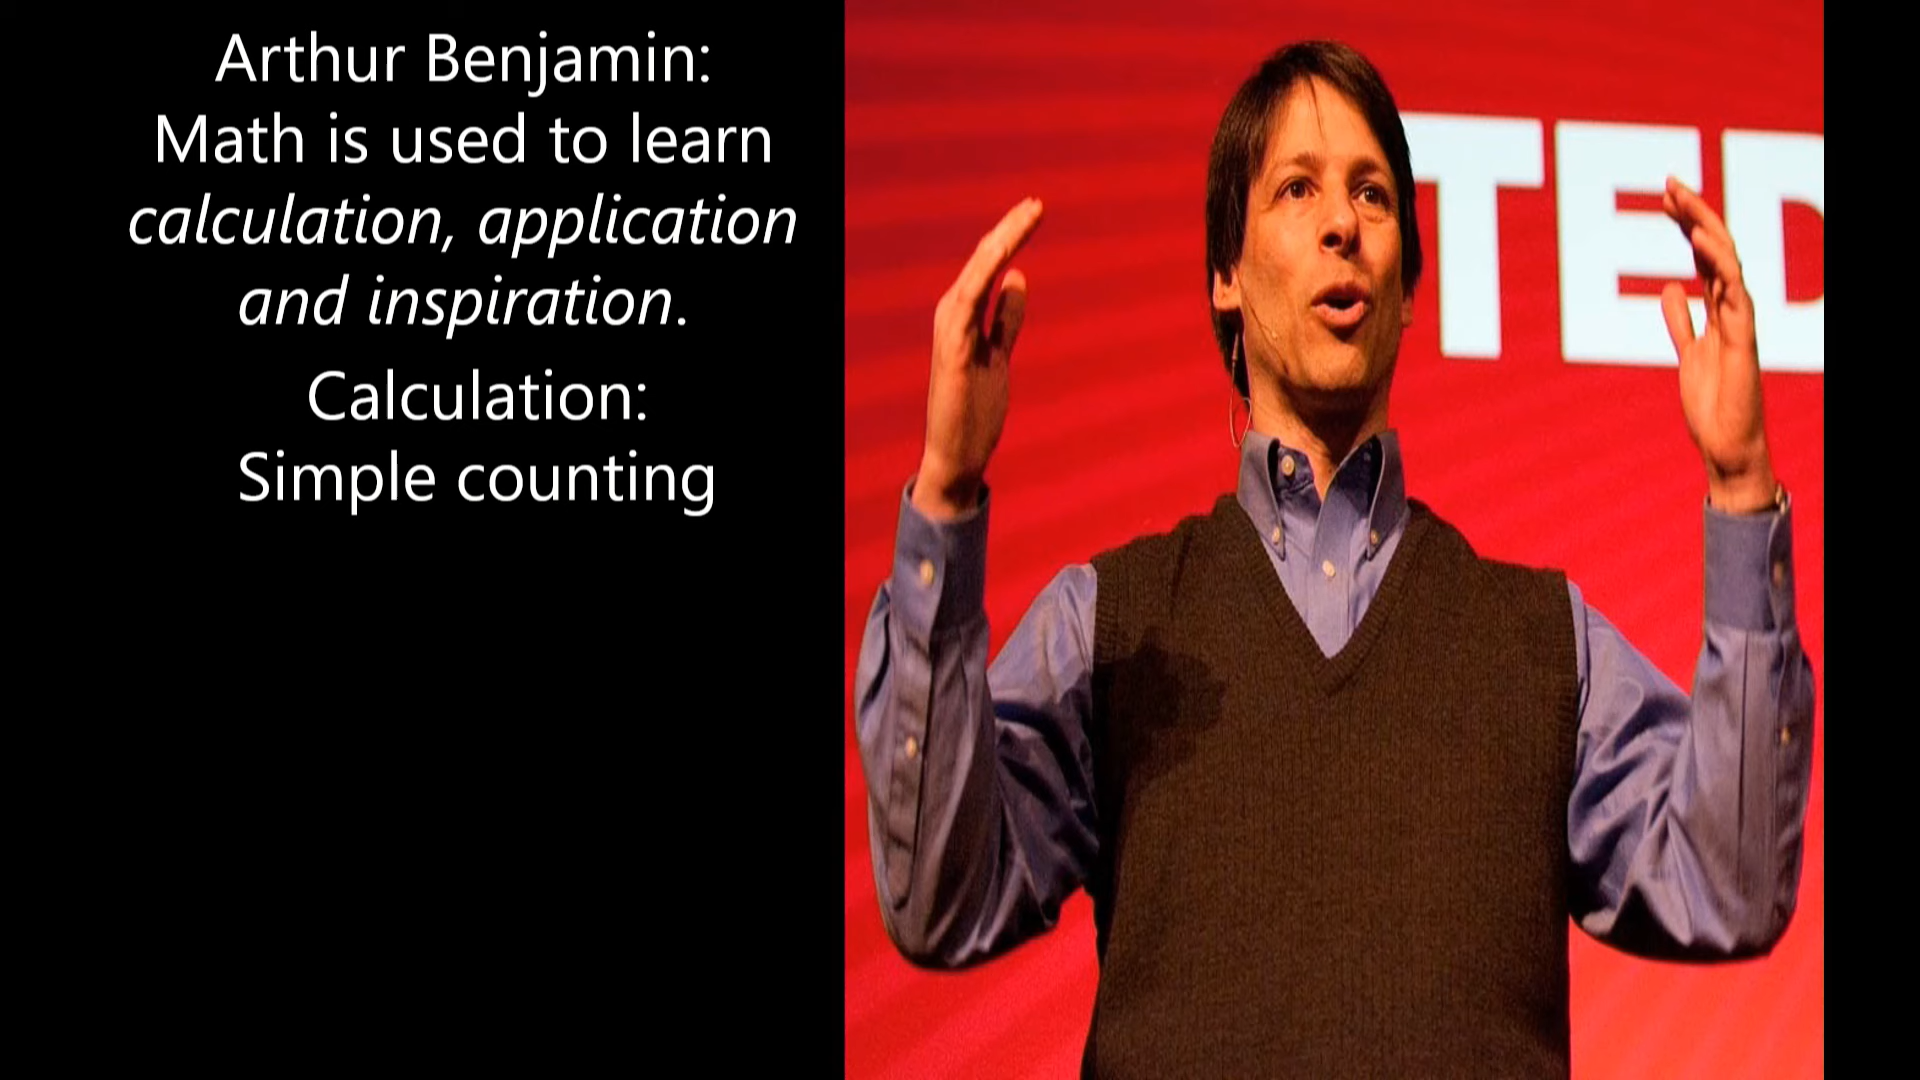 Arthur Benjamin:
Math is used to learn
calculation, application
and inspiration.
Calculation:
Simple counting
TED